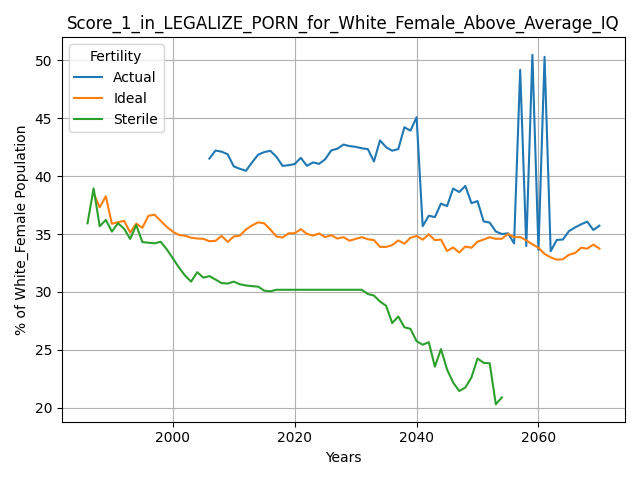 Score_1_in_LEGALIZE_PORN_for_White_Female_Above_Average_IQ
Fertility
Actual
Ideal
Sterile
% of White_Female Population
50
45
40
35
30
25
20
2000
2020
2040
2060
Years